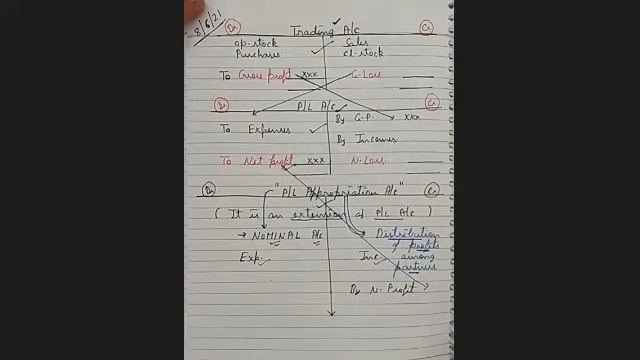 8/6/21
Dr Trading A/c Cr
op. stock Sales
Purchases cl. stock
To Gross profit xxx G. Loss
Dr P/L A/c Cr
By G.P. xxx
To Expenses
By Incomes
To Net profit xxx N. Loss
Dr "P/L Appropriation A/c" Cr
( It is an extension of P/L A/c )
→ NOMINAL A/c Distribution
of profits
Exp. Inc. among
partners
By N. Profit